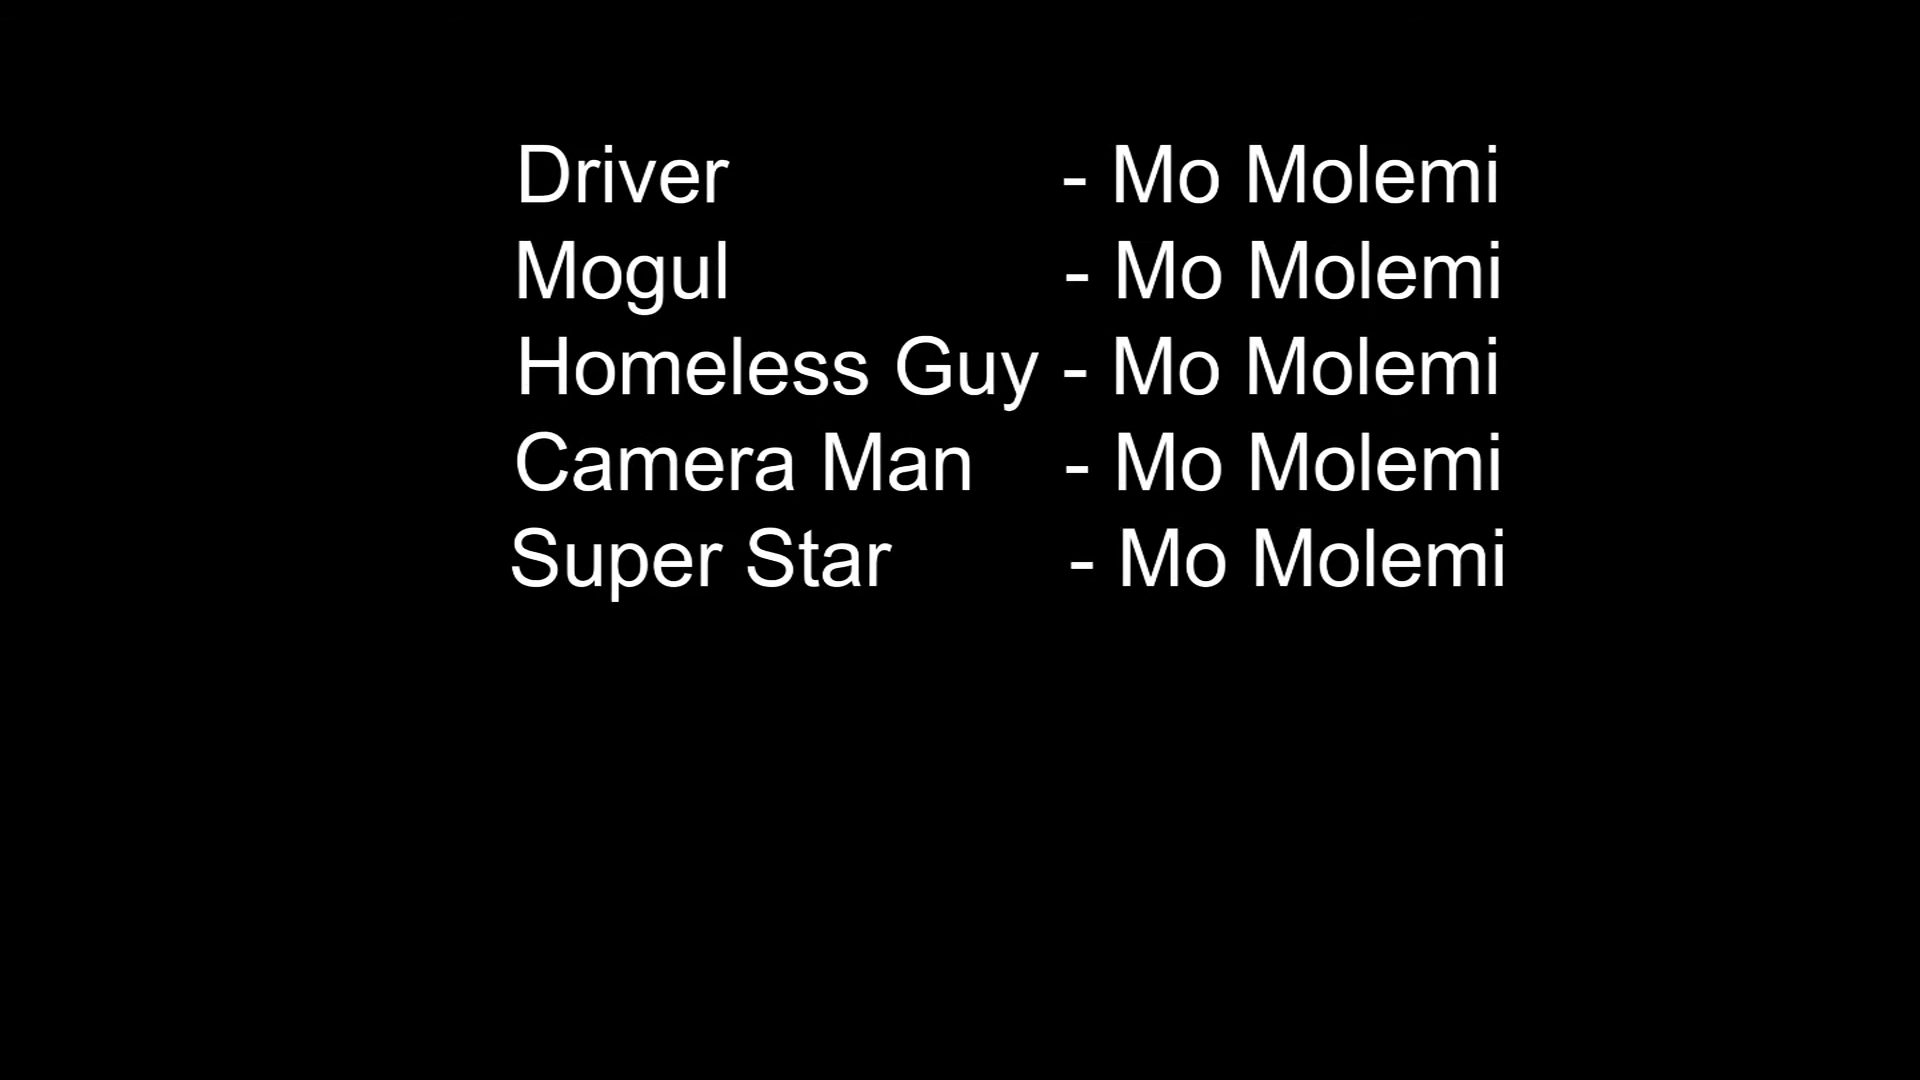 Driver - Mo Molemi
Mogul - Mo Molemi
Homeless Guy - Mo Molemi
Camera Man - Mo Molemi
Super Star - Mo Molemi